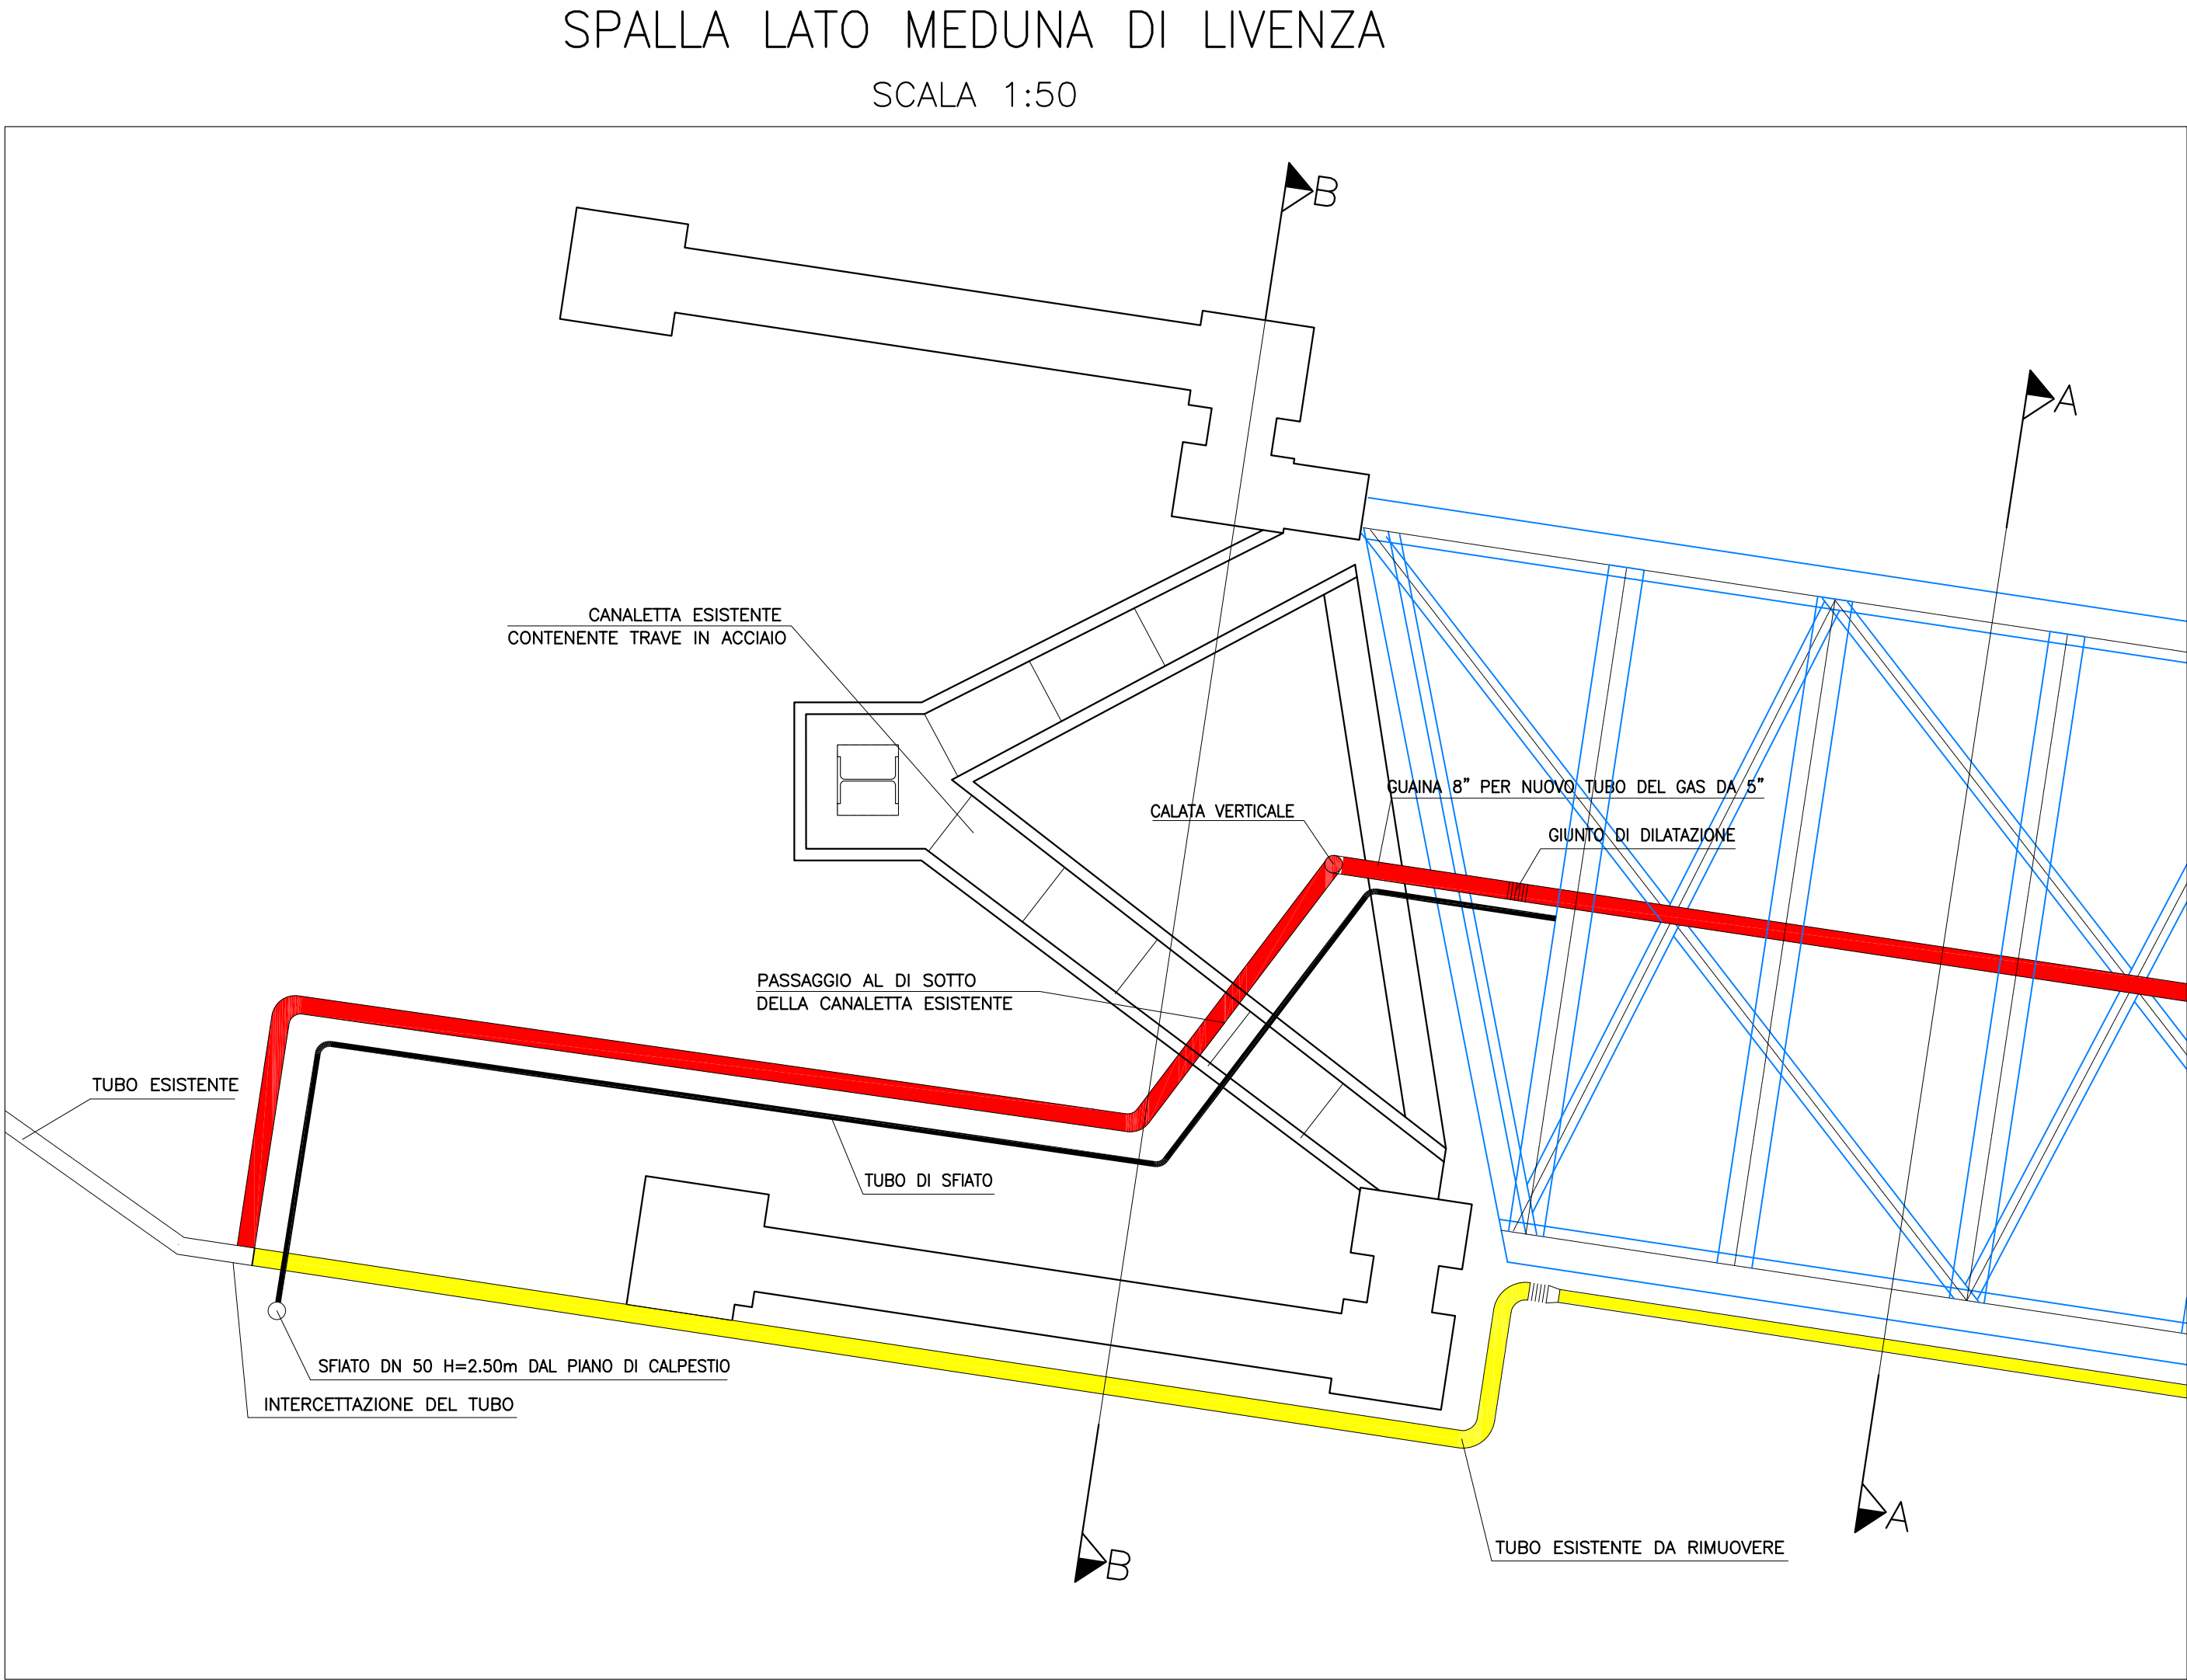 SPALLA LATO MEDUNA DI LIVENZA
SCALA 1:50
B
A
CANALETTA ESISTENTE
CONTENENTE TRAVE IN ACCIAIO
GUAINA 8” PER NUOVO TUBO DEL GAS DA 5”
CALATA VERTICALE
GIUNTO DI DILATAZIONE
PASSAGGIO AL DI SOTTO
DELLA CANALETTA ESISTENTE
TUBO ESISTENTE
TUBO DI SFIATO
SFIATO DN 50 H=2.50m DAL PIANO DI CALPESTIO
INTERCETTAZIONE DEL TUBO
A
TUBO ESISTENTE DA RIMUOVERE
B